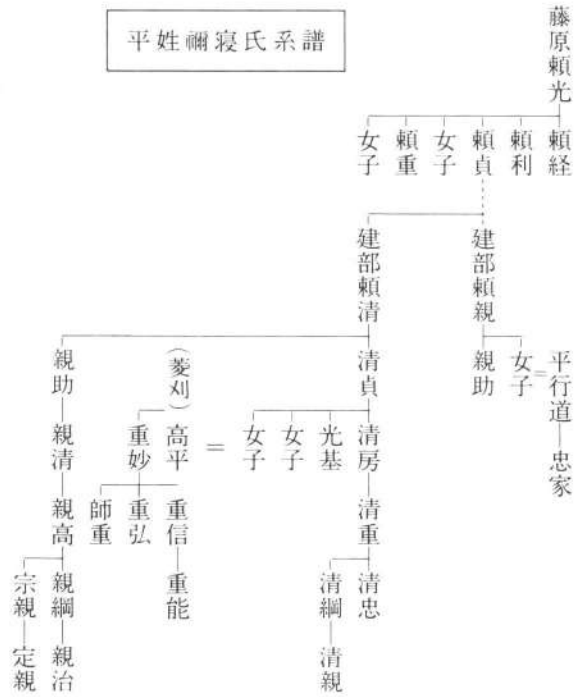 平姓禰寝氏系譜
藤原頼光
頼経
頼利
頼貞
女子
頼重
女子
建部頼親
建部頼清
平行道
忠家
女子
親助
清貞
親助
清房
光基
女子
女子
(菱刈)
高平
重妙
親清
清重
重信
重弘
師重
親高
清忠
清綱
清親
重能
親綱
親治
宗親
定親